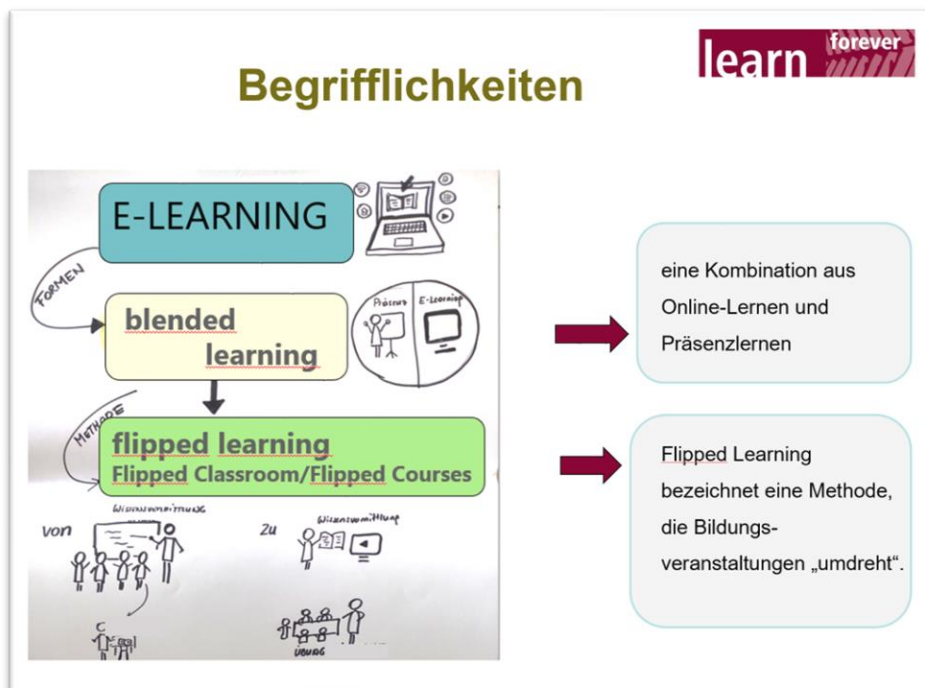 learn forever
Begrifflichkeiten
E-LEARNING
FORMEN
blended
learning
Präsenz
E-Learning
METHODE
flipped learning
Flipped Classroom/Flipped Courses
von
Wissensvermittlung
zu
Wissensvermittlung
ÜBUNG
eine Kombination aus
Online-Lernen und
Präsenzlernen
Flipped Learning
bezeichnet eine Methode,
die Bildungs-
veranstaltungen „umdreht“.